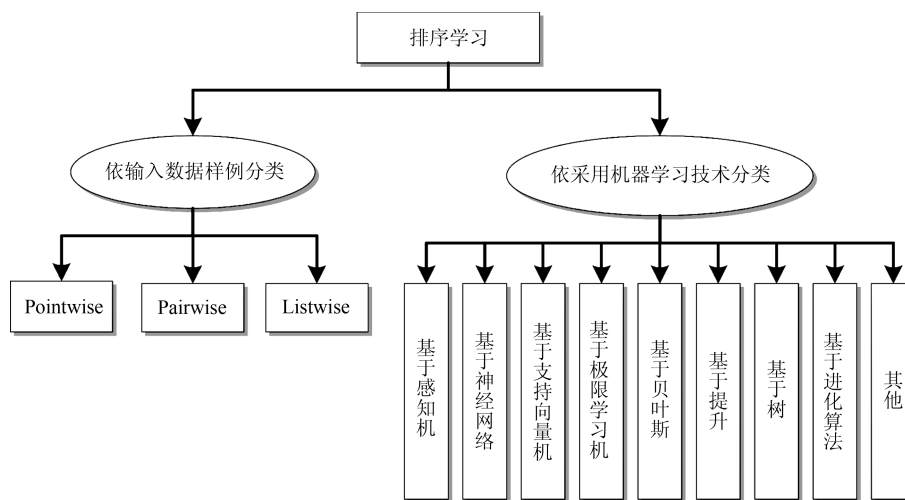 排序学习
依输入数据样例分类
依采用机器学习技术分类
Pointwise
Pairwise
Listwise
基于感知机
基于神经网络
基于支持向量机
基于极限学习机
基于贝叶斯
基于提升
基于树
基于进化算法
其他